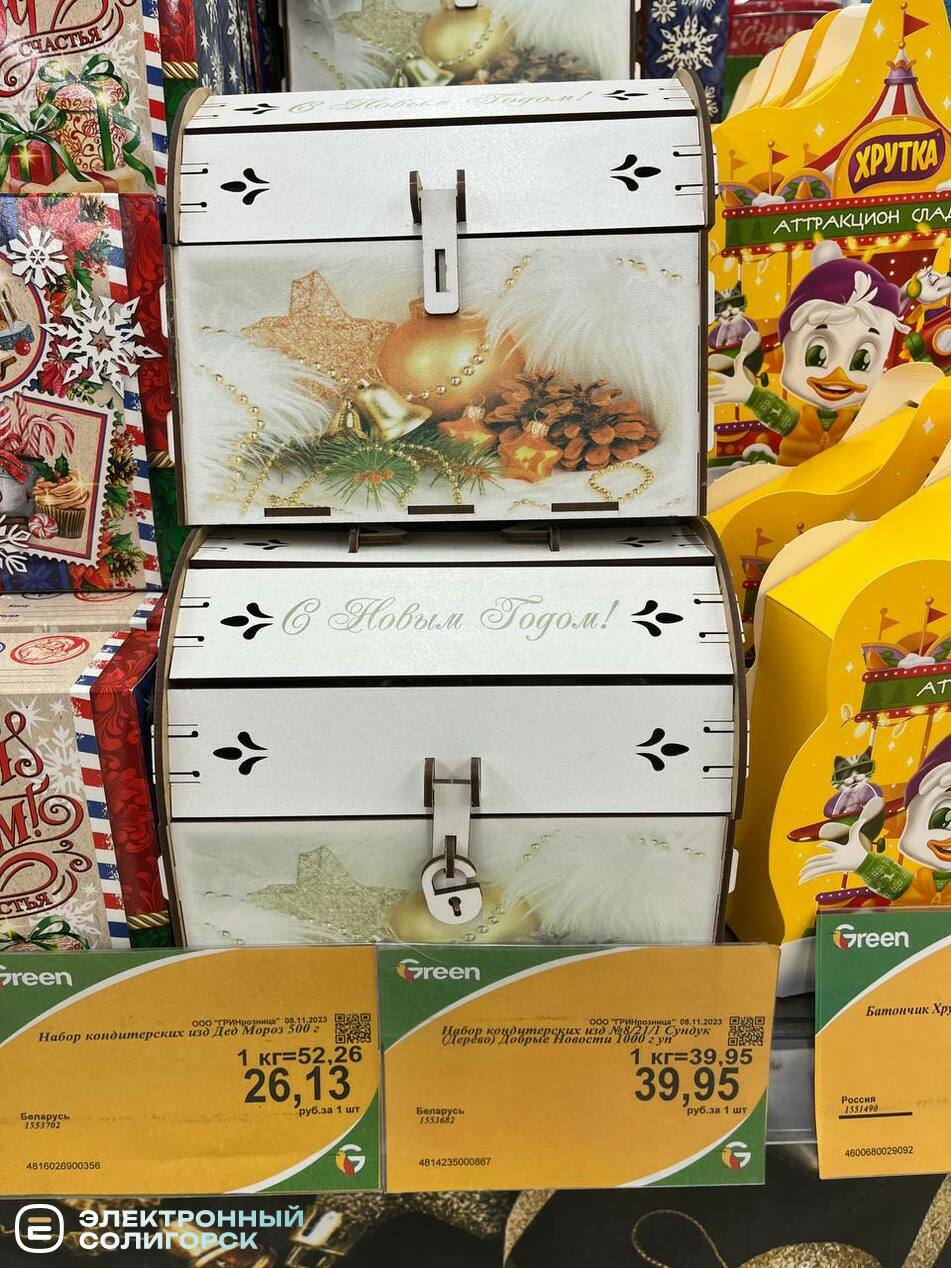 СЧАСТЬЯ
С Новым Годом!
ХРУТКА
АТТРАКЦИОН СЛАД
С Новым Годом!
АТ
СТЬЯ
Green
ООО "ГРИНрозница" 08.11.2023
Набор кондитерских изд Дед Мороз 500 г
1 кг=52,26
26,13
руб.за 1 шт
Беларусь
1553702
4816026900356
Green
ООО "ГРИНрозница" 08.11.2023
Набор кондитерских изд №8/21/1 Сундук
(Дерево) Добрые Новости 1000 г уп
1 кг=39,95
39,95
руб.за 1 шт
Беларусь
1553682
4814235000867
Green
Батончик Хру
Россия
1551490
4600680029092
ЭЛЕКТРОННЫЙ
СОЛИГОРСК